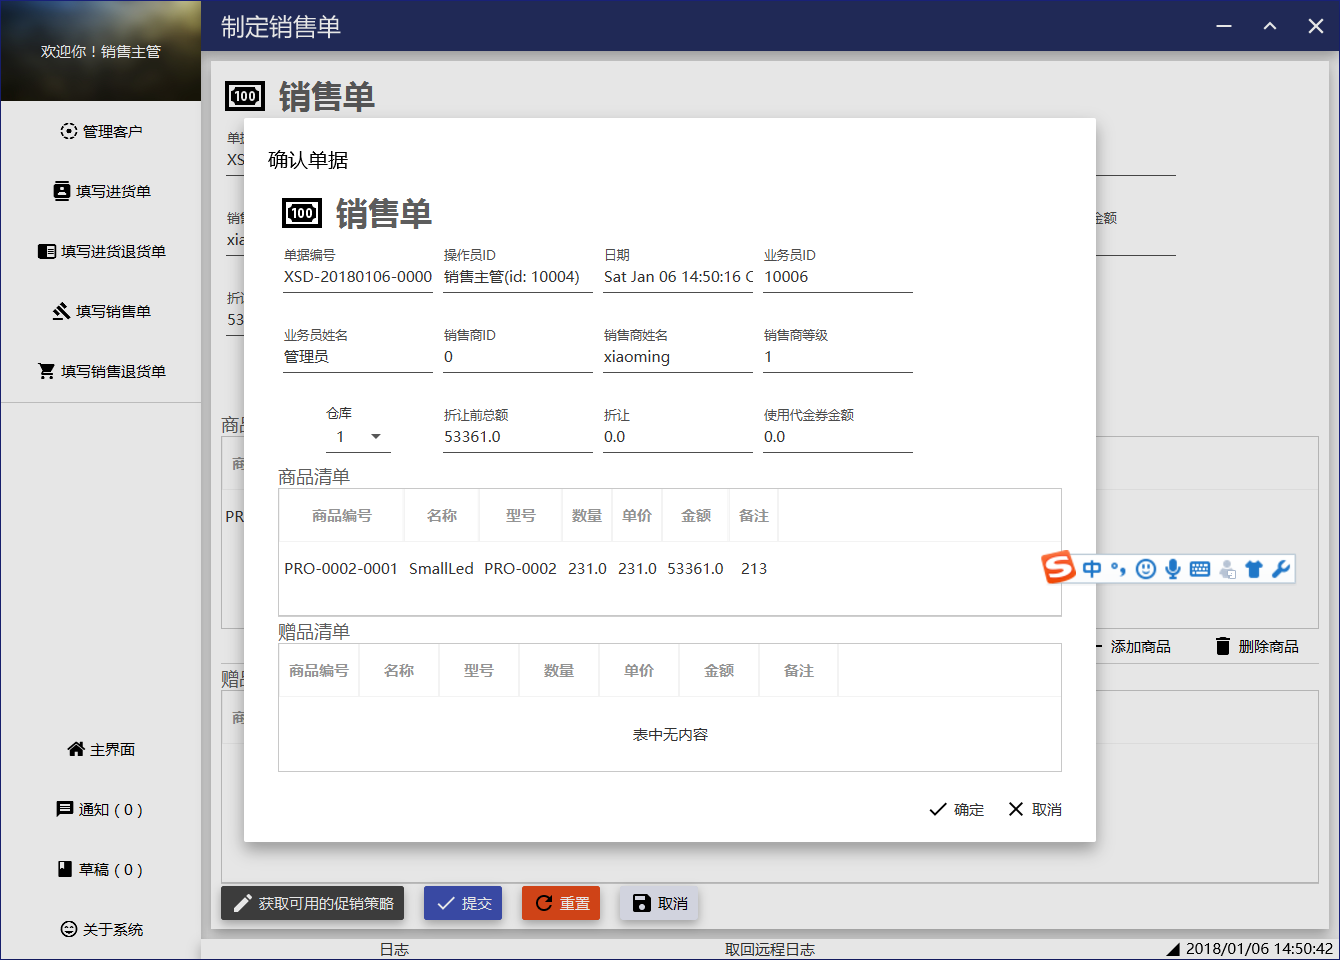 欢迎你！销售主管
制定销售单
管理客户
填写进货单
填写进货退货单
填写销售单
填写销售退货单
主界面
通知 ( 0 )
草稿 ( 0 )
关于系统
100 销售单
XS
xia
53
金额
PR
添加商品 删除商品
确认单据
100 销售单
单据编号 操作员ID 日期 业务员ID
XSD-20180106-0000 销售主管(id: 10004) Sat Jan 06 14:50:16 C 10006
业务员姓名 销售商ID 销售商姓名 销售商等级
管理员 0 xiaoming 1
仓库 折让前总额 折让 使用代金券金额
1 53361.0 0.0 0.0
商品清单
商品编号 名称 型号 数量 单价 金额 备注
PRO-0002-0001 SmallLed PRO-0002 231.0 231.0 53361.0 213
赠品清单
商品编号 名称 型号 数量 单价 金额 备注
表中无内容
确定 取消
S 中
获取可用的促销策略 提交 重置 取消
日志 取回远程日志 2018/01/06 14:50:42